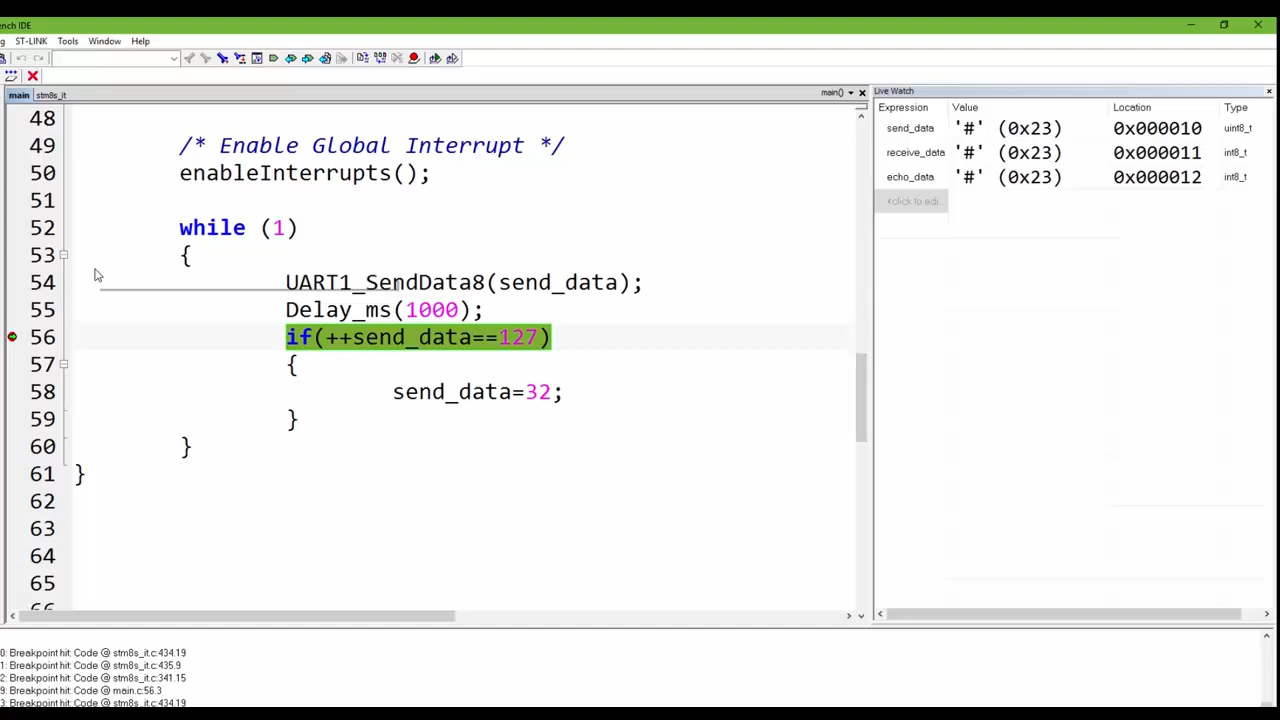 ench IDE
g ST-LINK Tools Window Help
main stm8s_it main()
48
49 /* Enable Global Interrupt */
50 enableInterrupts();
51
52 while (1)
53 {
54 UART1_SendData8(send_data);
55 Delay_ms(1000);
56 if(++send_data==127)
57 {
58 send_data=32;
59 }
60 }
61 }
62
63
64
65
66
Live Watch
Expression Value Location Type
send_data '#' (0x23) 0x000010 uint8_t
receive_data '#' (0x23) 0x000011 int8_t
echo_data '#' (0x23) 0x000012 int8_t
<click to edi...
0: Breakpoint hit: Code @ stm8s_it.c:434.19
1: Breakpoint hit: Code @ stm8s_it.c:435.9
2: Breakpoint hit: Code @ stm8s_it.c:341.15
9: Breakpoint hit: Code @ main.c:56.3
3: Breakpoint hit: Code @ stm8s_it.c:434.19